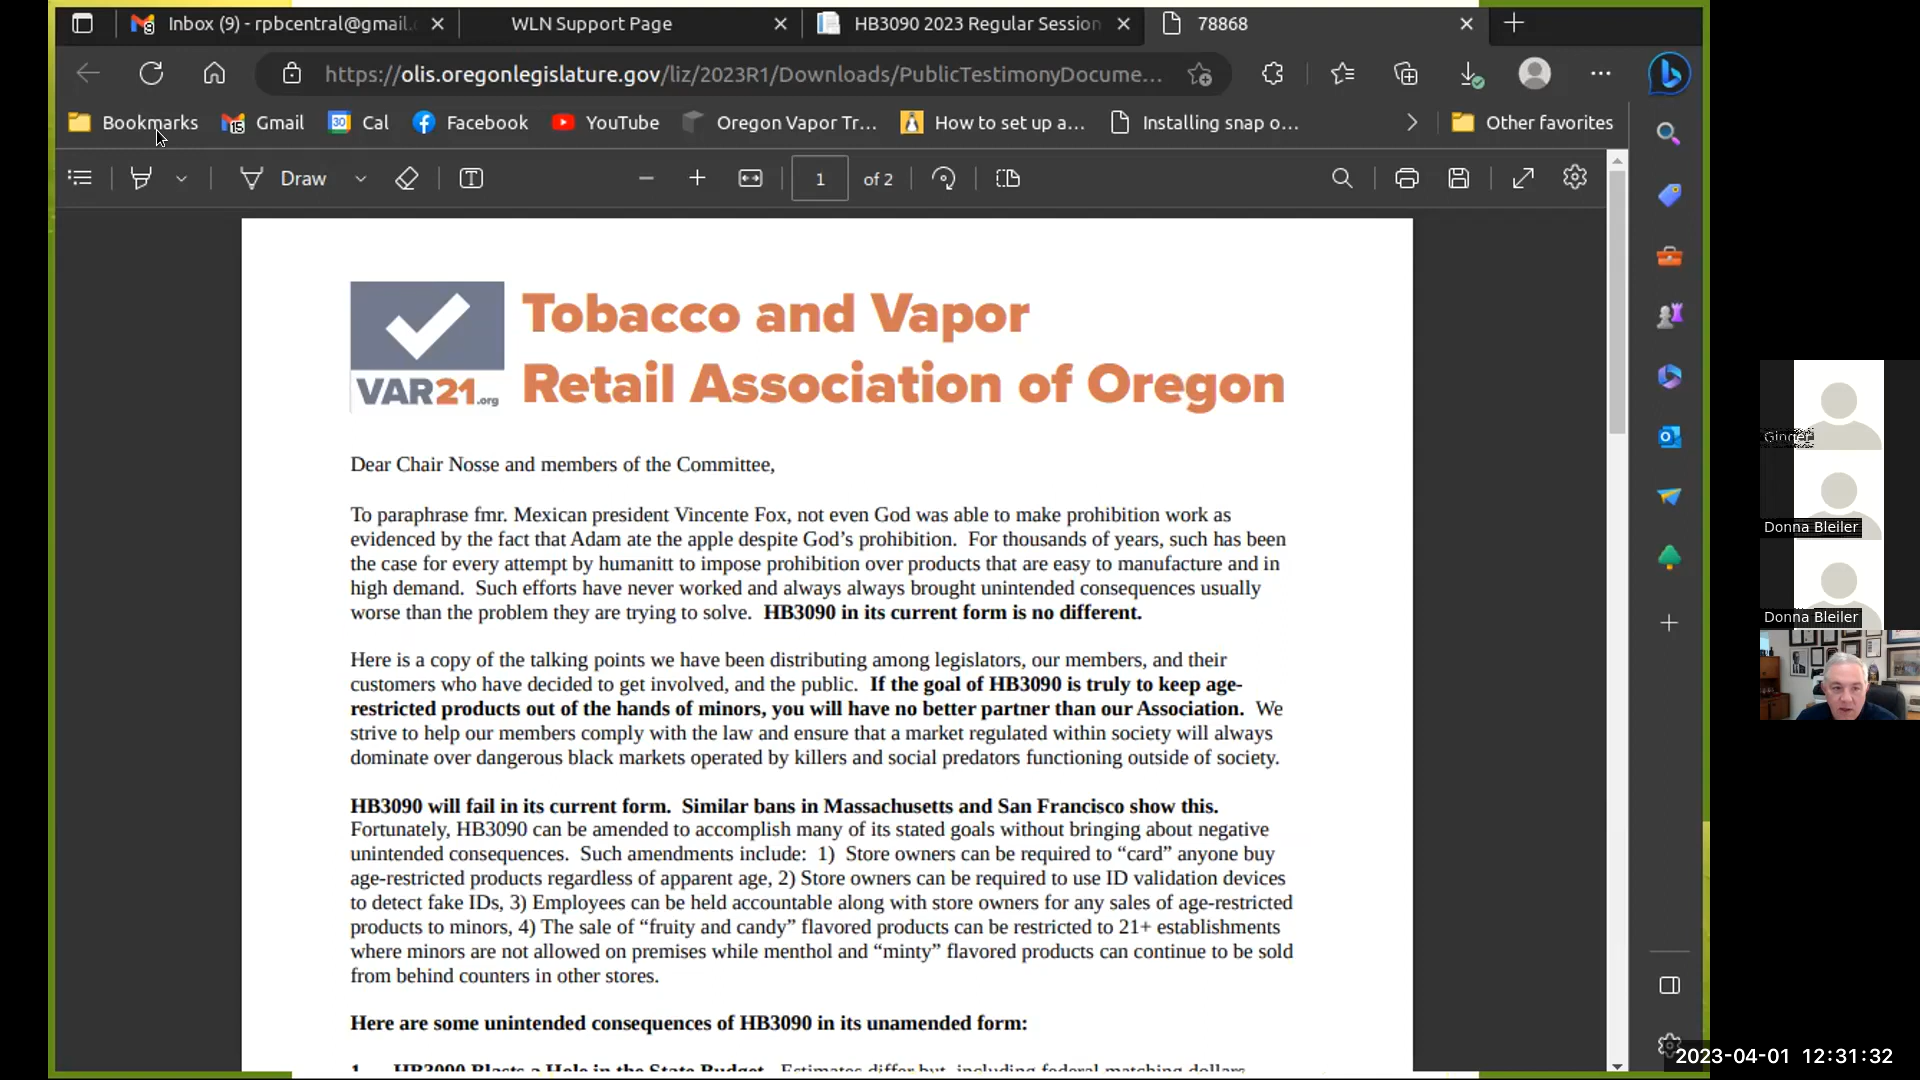 Inbox (9) - rpbcentral@gmail.
WLN Support Page
HB3090 2023 Regular Session
78868
https://olis.oregonlegislature.gov/liz/2023R1/Downloads/PublicTestimonyDocume...
Bookmarks
15
Gmail
30
Cal
Facebook
YouTube
Oregon Vapor Tr...
How to set up a...
Installing snap o...
Other favorites
Draw
1
of 2
VAR21.org
Tobacco and Vapor
Retail Association of Oregon
Dear Chair Nosse and members of the Committee,
To paraphrase fmr. Mexican president Vincente Fox, not even God was able to make prohibition work as
evidenced by the fact that Adam ate the apple despite God’s prohibition.  For thousands of years, such has been
the case for every attempt by humanitt to impose prohibition over products that are easy to manufacture and in
high demand.  Such efforts have never worked and always always brought unintended consequences usually
worse than the problem they are trying to solve.  HB3090 in its current form is no different.
Here is a copy of the talking points we have been distributing among legislators, our members, and their
customers who have decided to get involved, and the public.  If the goal of HB3090 is truly to keep age-
restricted products out of the hands of minors, you will have no better partner than our Association.  We
strive to help our members comply with the law and ensure that a market regulated within society will always
dominate over dangerous black markets operated by killers and social predators functioning outside of society.
HB3090 will fail in its current form.  Similar bans in Massachusetts and San Francisco show this.
Fortunately, HB3090 can be amended to accomplish many of its stated goals without bringing about negative
unintended consequences.  Such amendments include:  1)  Store owners can be required to “card” anyone buy
age-restricted products regardless of apparent age, 2) Store owners can be required to use ID validation devices
to detect fake IDs, 3) Employees can be held accountable along with store owners for any sales of age-restricted
products to minors, 4) The sale of “fruity and candy” flavored products can be restricted to 21+ establishments
where minors are not allowed on premises while menthol and “minty” flavored products can continue to be sold
from behind counters in other stores.
Here are some unintended consequences of HB3090 in its unamended form:
1.  HB3090 Blasts a Hole in the State Budget.  Estimates differ but, including federal matching dollars,
Ginger
Donna Bleiler
Donna Bleiler
2023-04-01 12:31:32